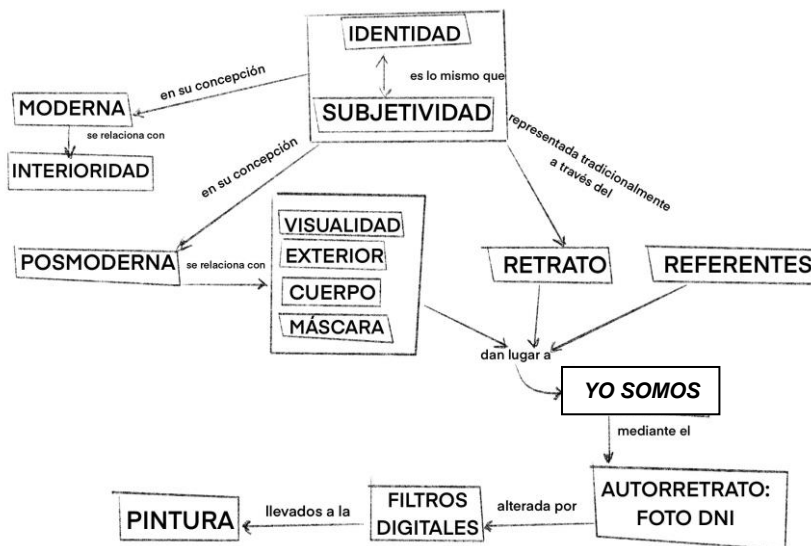 IDENTIDAD
es lo mismo que
SUBJETIVIDAD
en su concepción
MODERNA
se relaciona con
INTERIORIDAD
en su concepción
POSMODERNA
se relaciona con
VISUALIDAD
EXTERIOR
CUERPO
MÁSCARA
representada tradicionalmente
a través del
RETRATO
REFERENTES
dan lugar a
YO SOMOS
mediante el
AUTORRETRATO:
FOTO DNI
alterada por
FILTROS
DIGITALES
llevados a la
PINTURA